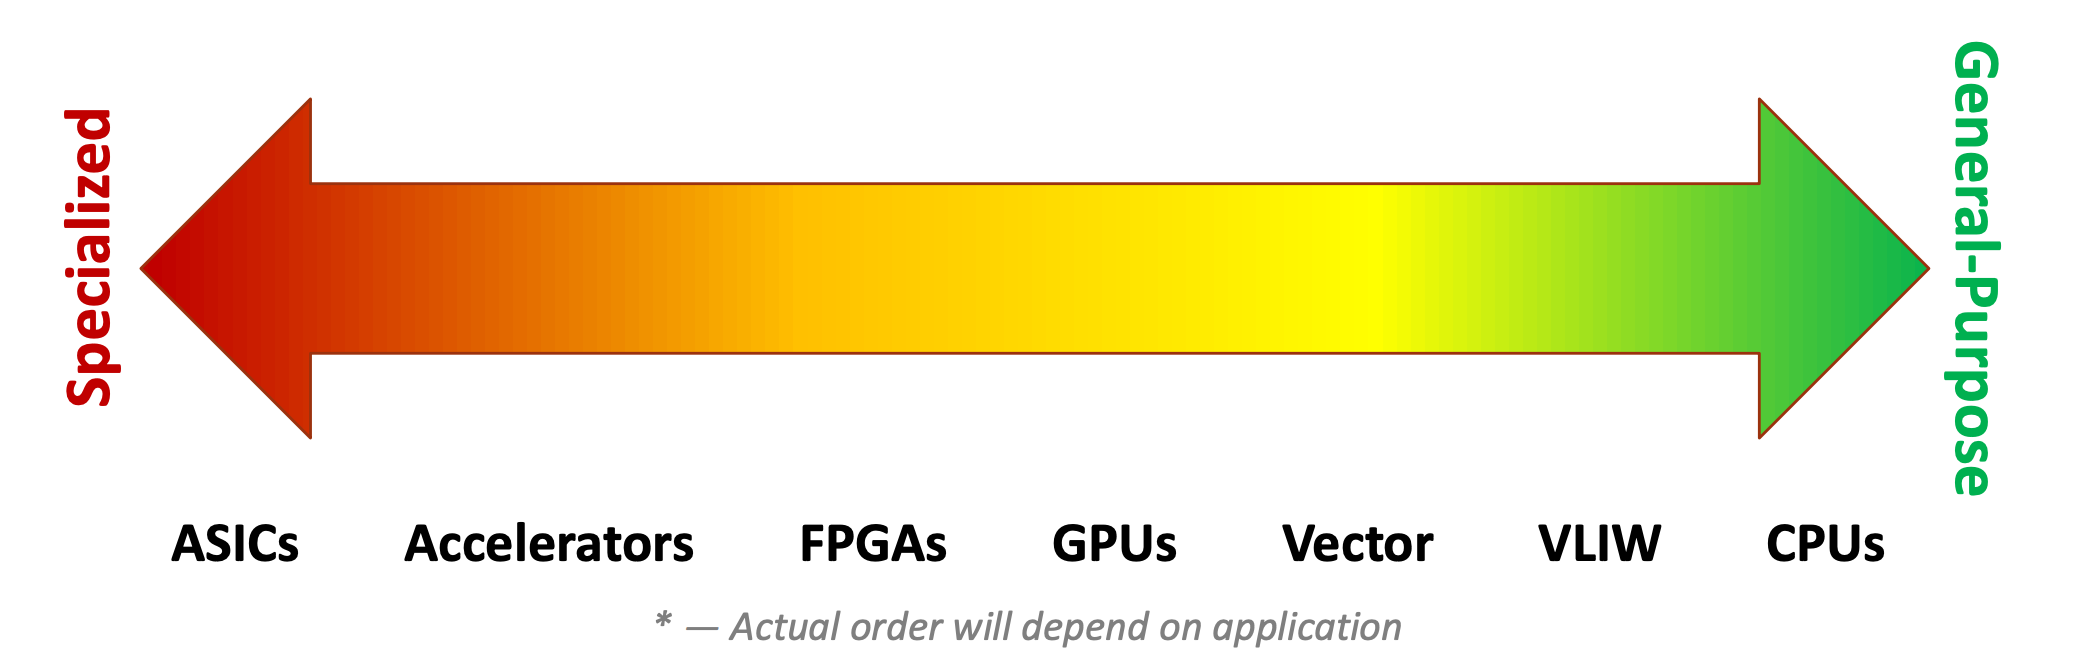 Specialized
General-Purpose
ASICs Accelerators FPGAs GPUs Vector VLIW CPUs
* — Actual order will depend on application